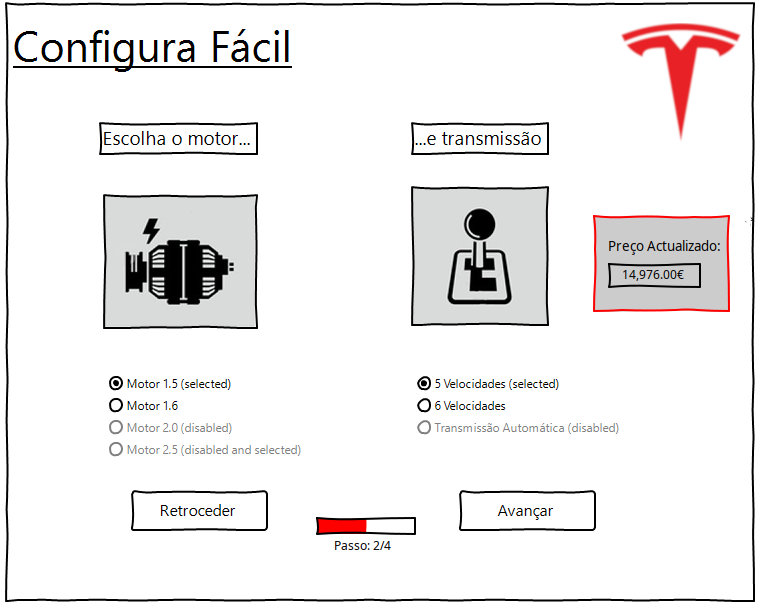 Configura Fácil
Escolha o motor...
...e transmissão
Preço Actualizado:
14,976.00€
Motor 1.5 (selected)
Motor 1.6
Motor 2.0 (disabled)
Motor 2.5 (disabled and selected)
5 Velocidades (selected)
6 Velocidades
Transmissão Automática (disabled)
Retroceder
Passo: 2/4
Avançar